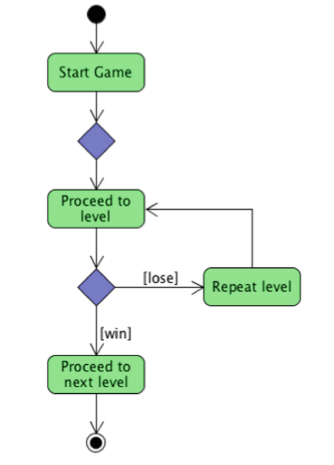 Start Game
Proceed to
level
[lose]
Repeat level
[win]
Proceed to
next level